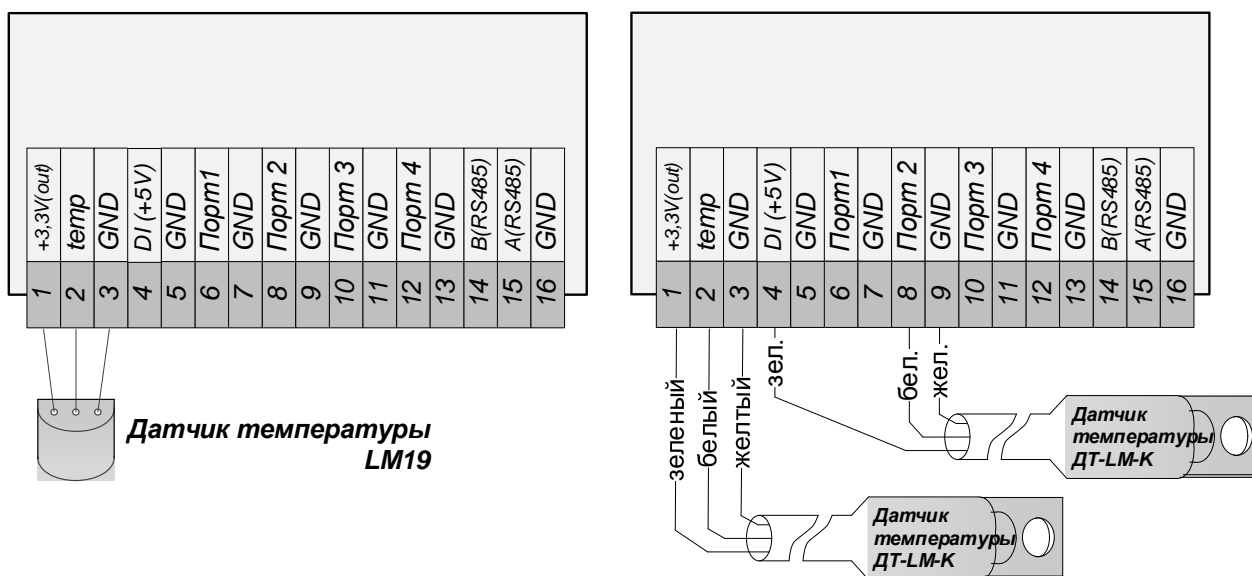 +3,3V(out)
temp
GND
DI (+5V)
GND
Порт1
GND
Порт 2
GND
Порт 3
GND
Порт 4
GND
B(RS485)
A(RS485)
GND
1
2
3
4
5
6
7
8
9
10
11
12
13
14
15
16
Датчик температуры
LM19
+3,3V(out)
temp
GND
DI (+5V)
GND
Порт1
GND
Порт 2
GND
Порт 3
GND
Порт 4
GND
B(RS485)
A(RS485)
GND
1
2
3
4
5
6
7
8
9
10
11
12
13
14
15
16
зеленый
белый
желтый
зел.
бел.
жел.
Датчик
температуры
ДТ-LM-K
Датчик
температуры
ДТ-LM-K